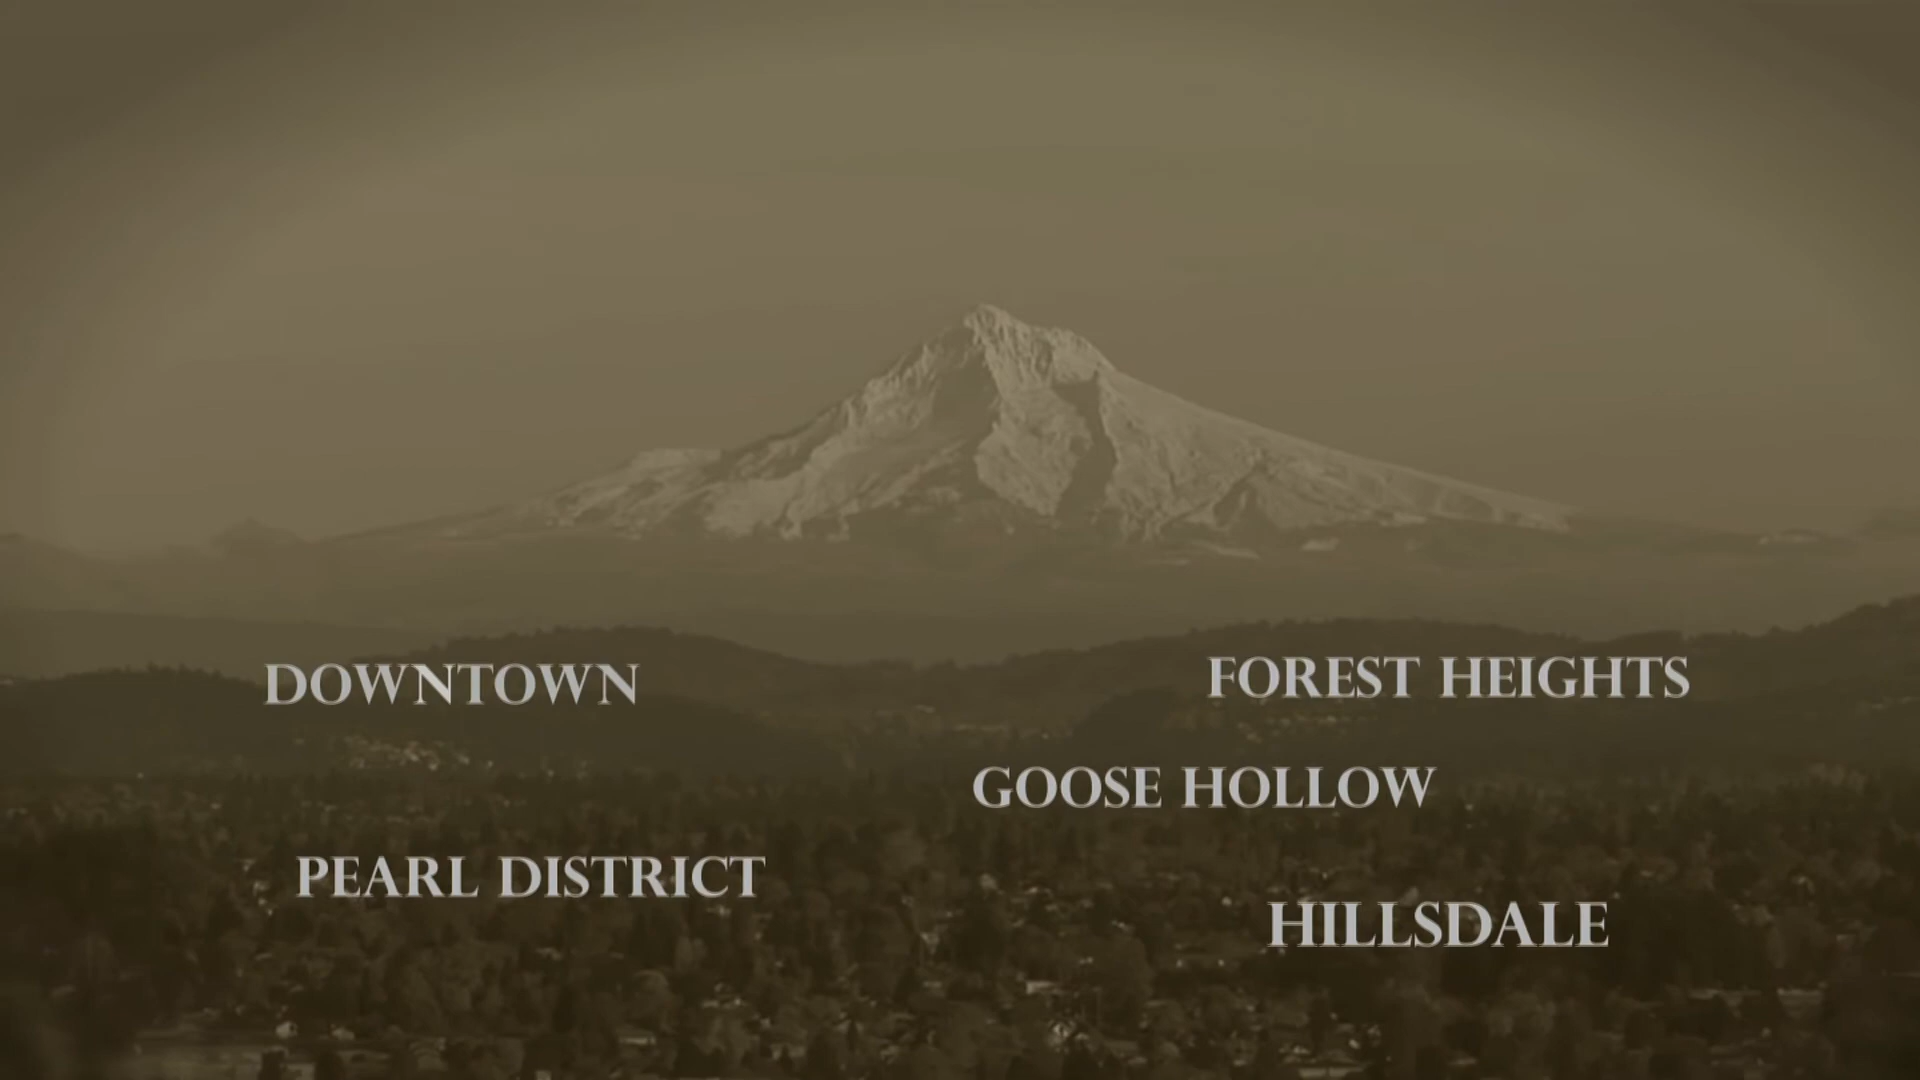 DOWNTOWN
FOREST HEIGHTS
GOOSE HOLLOW
PEARL DISTRICT
HILLSDALE